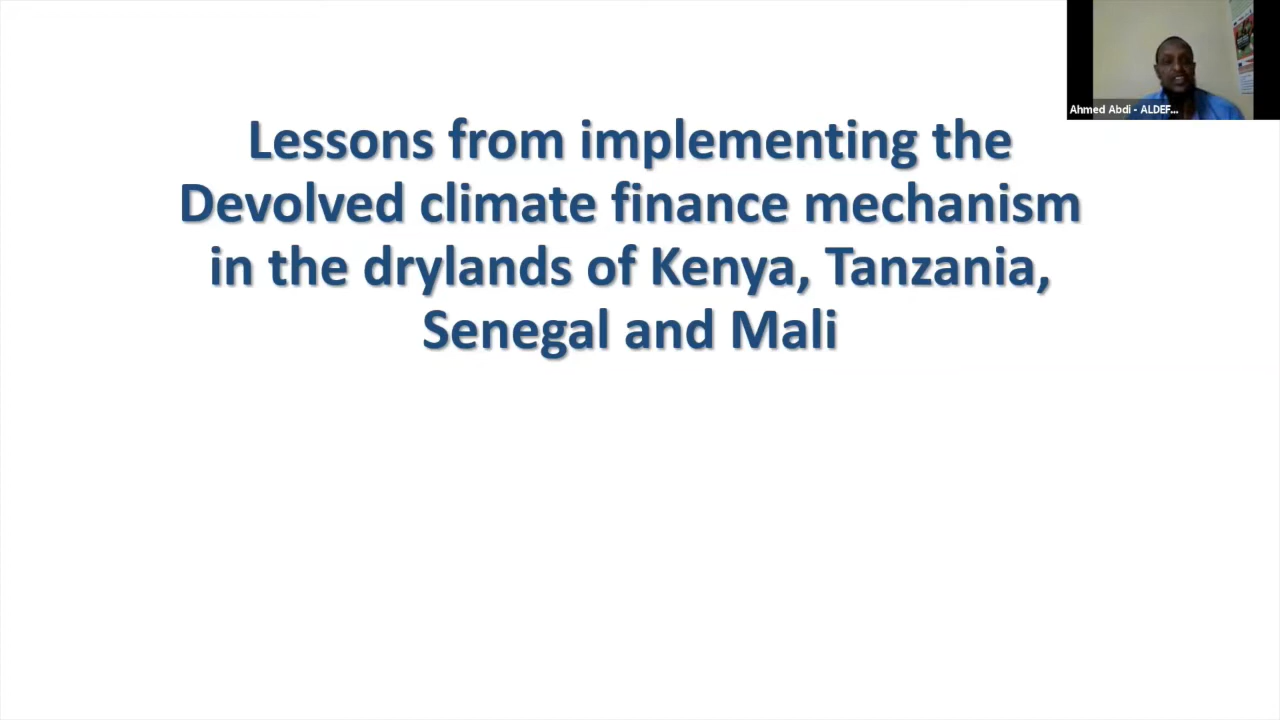 Lessons from implementing the
Devolved climate finance mechanism
in the drylands of Kenya, Tanzania,
Senegal and Mali
Ahmed Abdi - ALDEF...